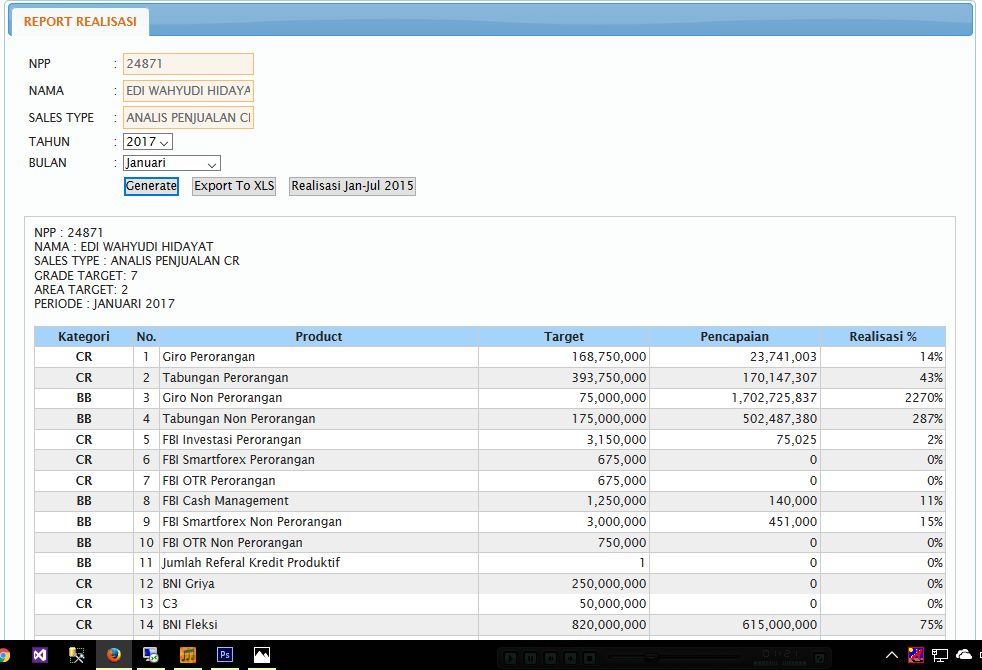 REPORT REALISASI
NPP : 24871
NAMA : EDI WAHYUDI HIDAYA
SALES TYPE : ANALIS PENJUALAN C
TAHUN : 2017
BULAN : Januari
Generate Export To XLS Realisasi Jan-Jul 2015
NPP : 24871
NAMA : EDI WAHYUDI HIDAYAT
SALES TYPE : ANALIS PENJUALAN CR
GRADE TARGET: 7
AREA TARGET: 2
PERIODE : JANUARI 2017
Kategori No. Product Target Pencapaian Realisasi %
CR 1 Giro Perorangan 168,750,000 23,741,003 14%
CR 2 Tabungan Perorangan 393,750,000 170,147,307 43%
BB 3 Giro Non Perorangan 75,000,000 1,702,725,837 2270%
BB 4 Tabungan Non Perorangan 175,000,000 502,487,380 287%
CR 5 FBI Investasi Perorangan 3,150,000 75,025 2%
CR 6 FBI Smartforex Perorangan 675,000 0 0%
CR 7 FBI OTR Perorangan 675,000 0 0%
BB 8 FBI Cash Management 1,250,000 140,000 11%
BB 9 FBI Smartforex Non Perorangan 3,000,000 451,000 15%
BB 10 FBI OTR Non Perorangan 750,000 0 0%
BB 11 Jumlah Referal Kredit Produktif 1 0 0%
CR 12 BNI Griya 250,000,000 0 0%
CR 13 C3 50,000,000 0 0%
CR 14 BNI Fleksi 820,000,000 615,000,000 75%
Ps